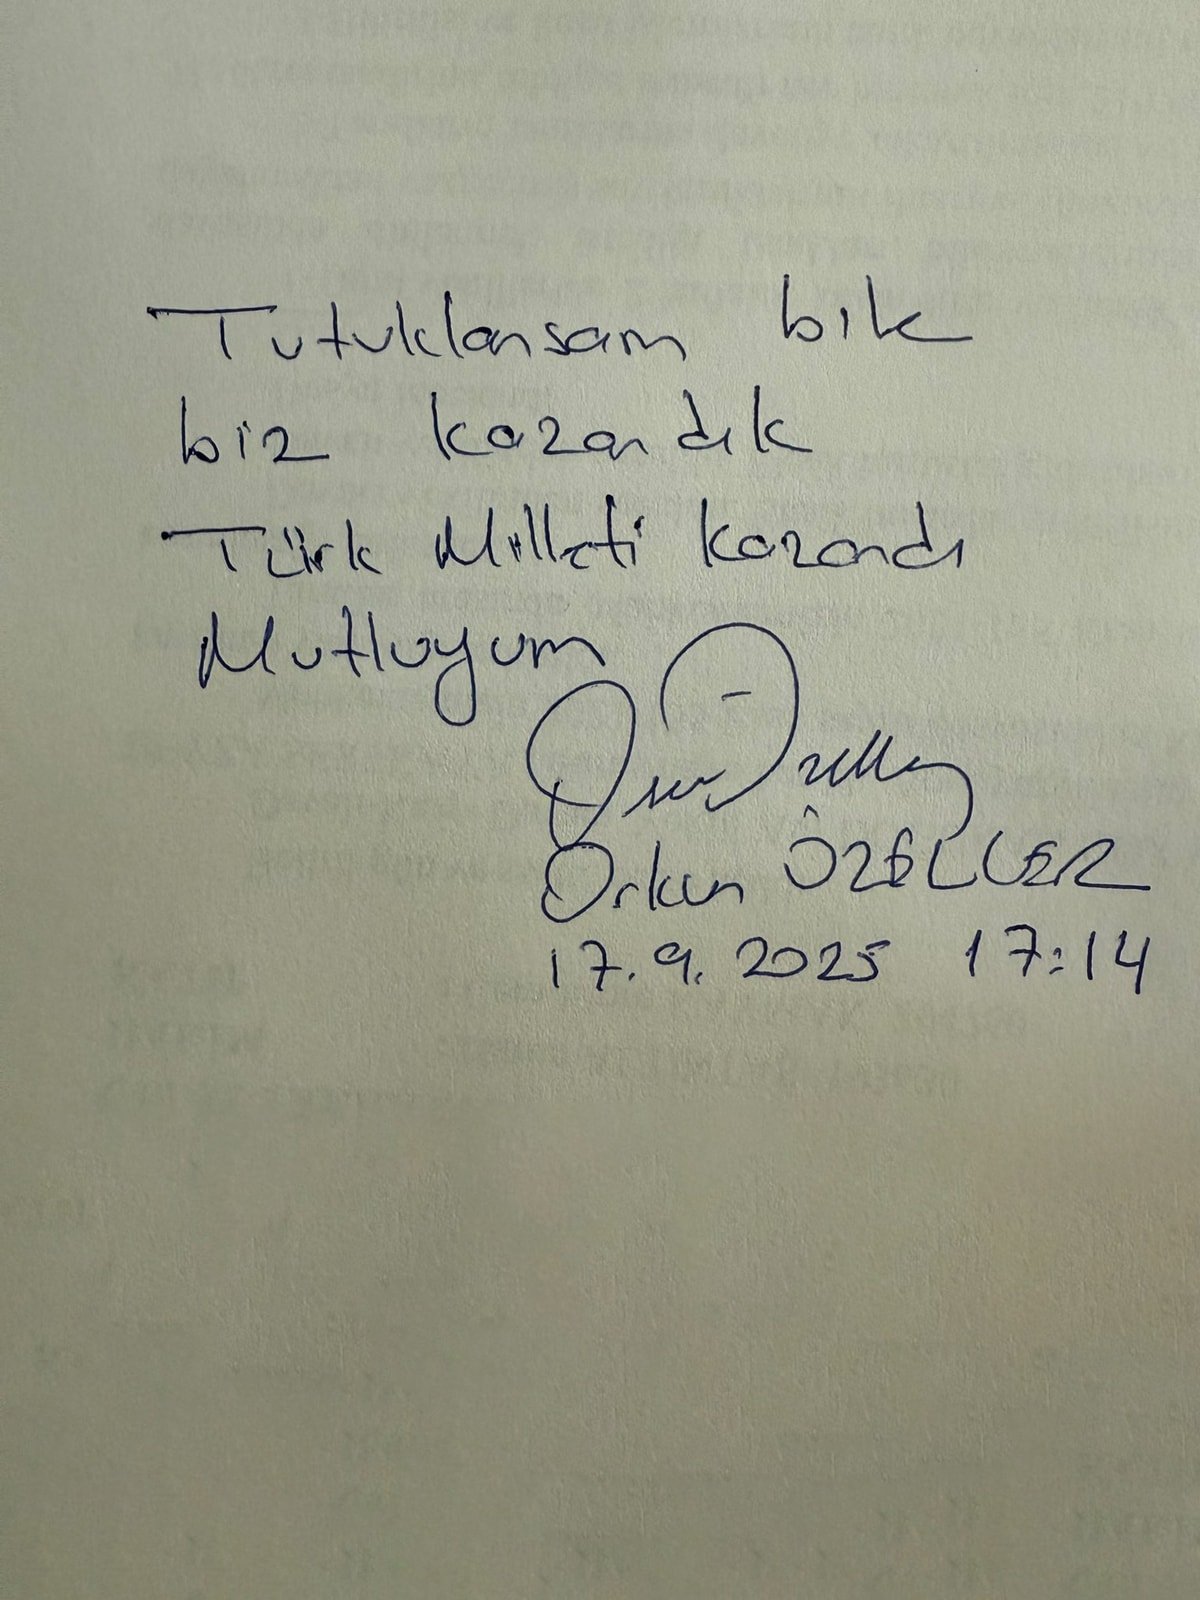 Tutuklansam bile
biz kazandık
Türk Milleti kazandı
Mutluyum
Orkun ÖZELLER
17.9.2025 17:14